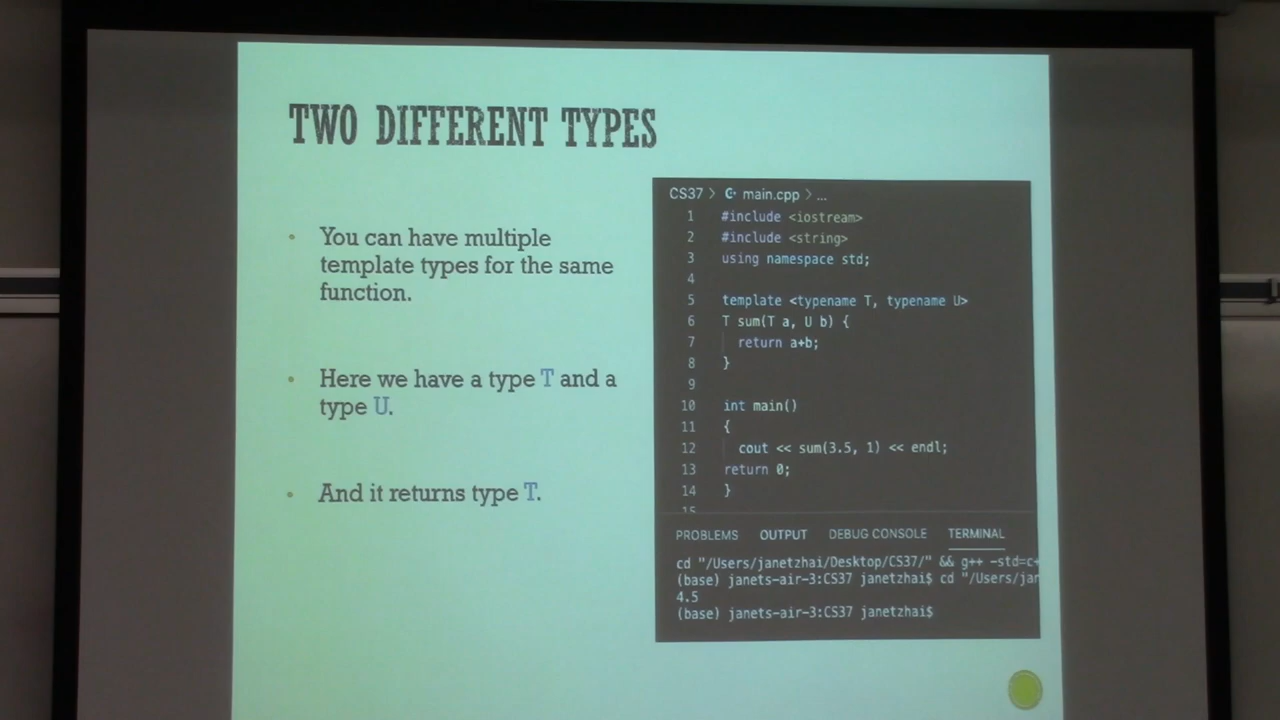 TWO DIFFERENT TYPES
• You can have multiple
template types for the same
function.
• Here we have a type T and a
type U.
• And it returns type T.
CS37 > main.cpp > ...
1 #include <iostream>
2 #include <string>
3 using namespace std;
4
5 template <typename T, typename U>
6 T sum(T a, U b) {
7 return a+b;
8 }
9
10 int main()
11 {
12 cout << sum(3.5, 1) << endl;
13 return 0;
14 }
15
PROBLEMS OUTPUT DEBUG CONSOLE TERMINAL
cd "/Users/janetzhai/Desktop/CS37/" && g++ -std=c+
(base) janets-air-3:CS37 janetzhai$ cd "/Users/jan
4.5
(base) janets-air-3:CS37 janetzhai$